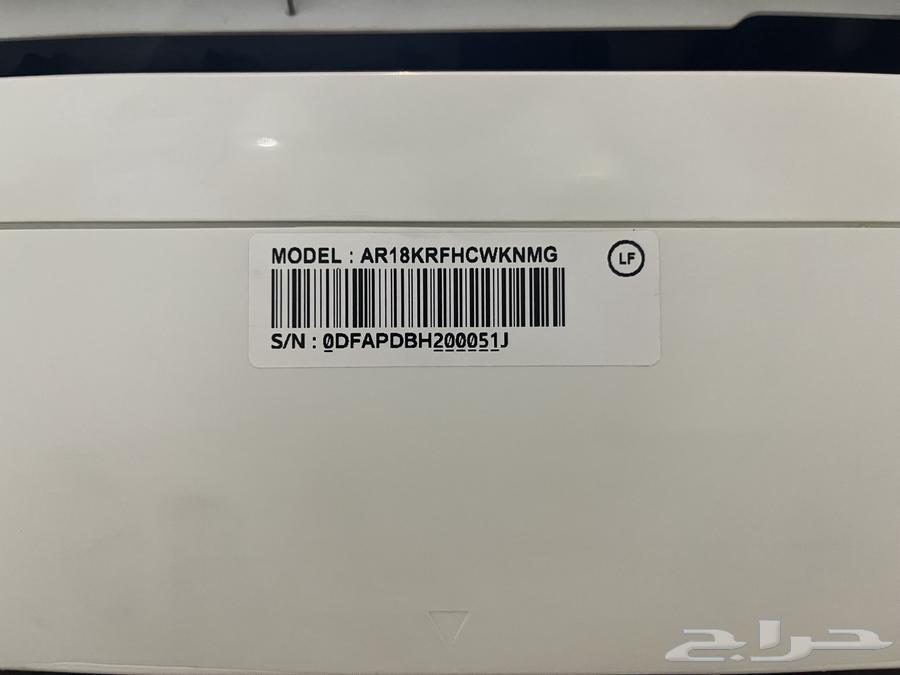 MODEL : AR18KRFHCWKNMG
LF
S/N : 0DFAPDBH200051J
حراج